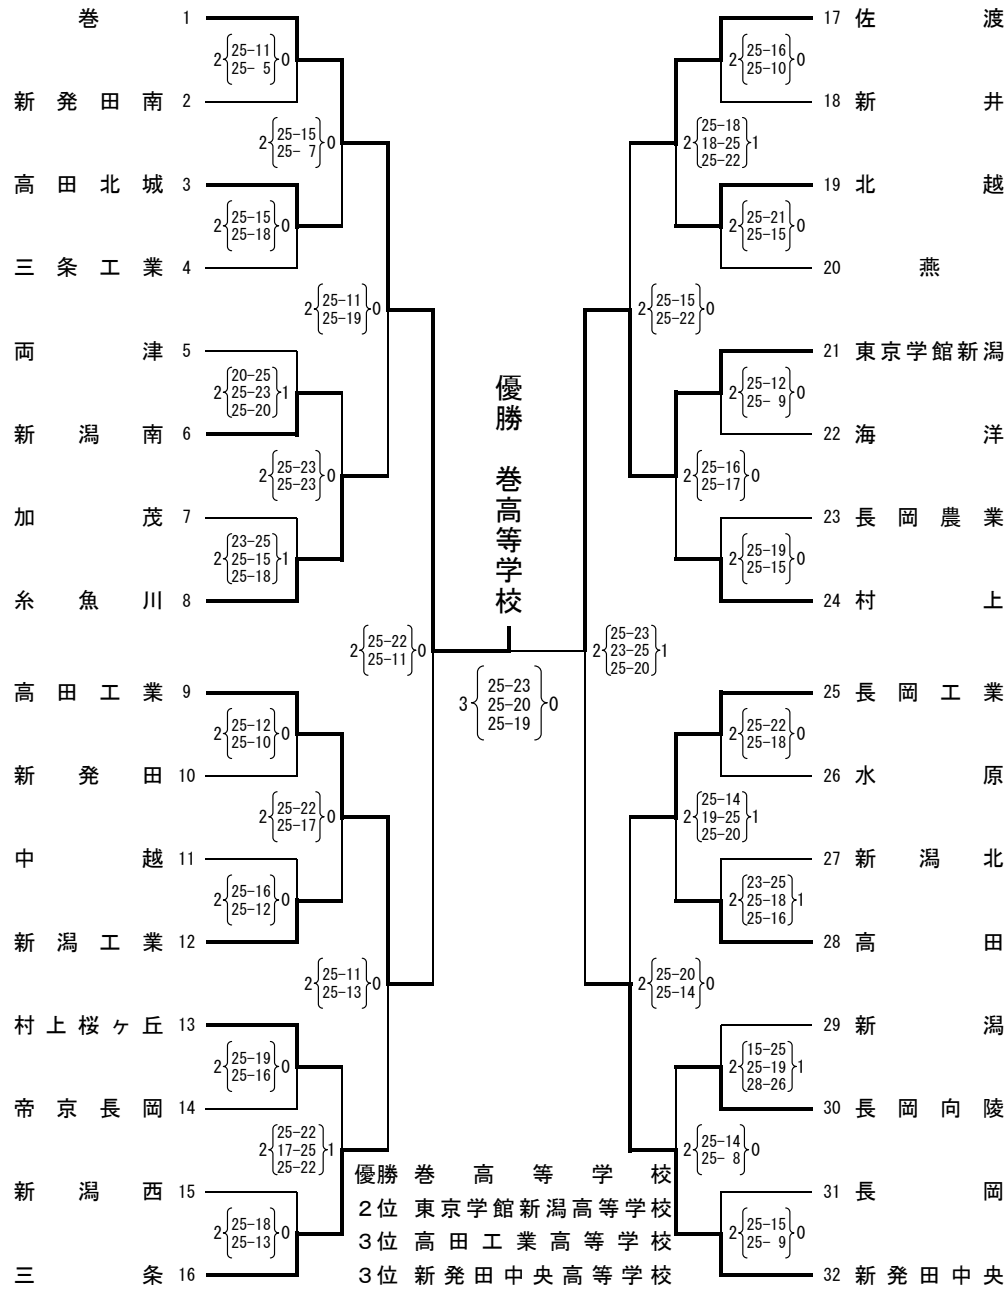 巻 1
2 25-11 25- 5 0
新発田南 2
2 25-15 25- 7 0
高田北城 3
2 25-15 25-18 0
三条工業 4
2 25-11 25-19 0
両津 5
2 20-25 25-23 25-20 1
新潟南 6
2 25-23 25-23 0
加茂 7
2 23-25 25-15 25-18 1
糸魚川 8
2 25-22 25-11 0
高田工業 9
2 25-12 25-10 0
新発田 10
2 25-22 25-17 0
中越 11
2 25-16 25-12 0
新潟工業 12
2 25-11 25-13 0
村上桜ヶ丘 13
2 25-19 25-16 0
帝京長岡 14
2 25-22 17-25 25-22 1
新潟西 15
2 25-18 25-13 0
三条 16
優勝 巻高等学校
3 25-23 25-20 25-19 0
17 佐渡
2 25-16 25-10 0
18 新井
2 25-18 18-25 25-22 1
19 北越
2 25-21 25-15 0
20 燕
2 25-15 25-22 0
21 東京学館新潟
2 25-12 25- 9 0
22 海洋
2 25-16 25-17 0
23 長岡農業
2 25-19 25-15 0
24 村上
2 25-23 23-25 25-20 1
25 長岡工業
2 25-22 25-18 0
26 水原
2 25-14 19-25 25-20 1
27 新潟北
2 23-25 25-18 25-16 1
28 高田
2 25-20 25-14 0
29 新潟
2 15-25 25-19 28-26 1
30 長岡向陵
2 25-14 25- 8 0
31 長岡
2 25-15 25- 9 0
32 新発田中央
優勝 巻高等学校
2位 東京学館新潟高等学校
3位 高田工業高等学校
3位 新発田中央高等学校